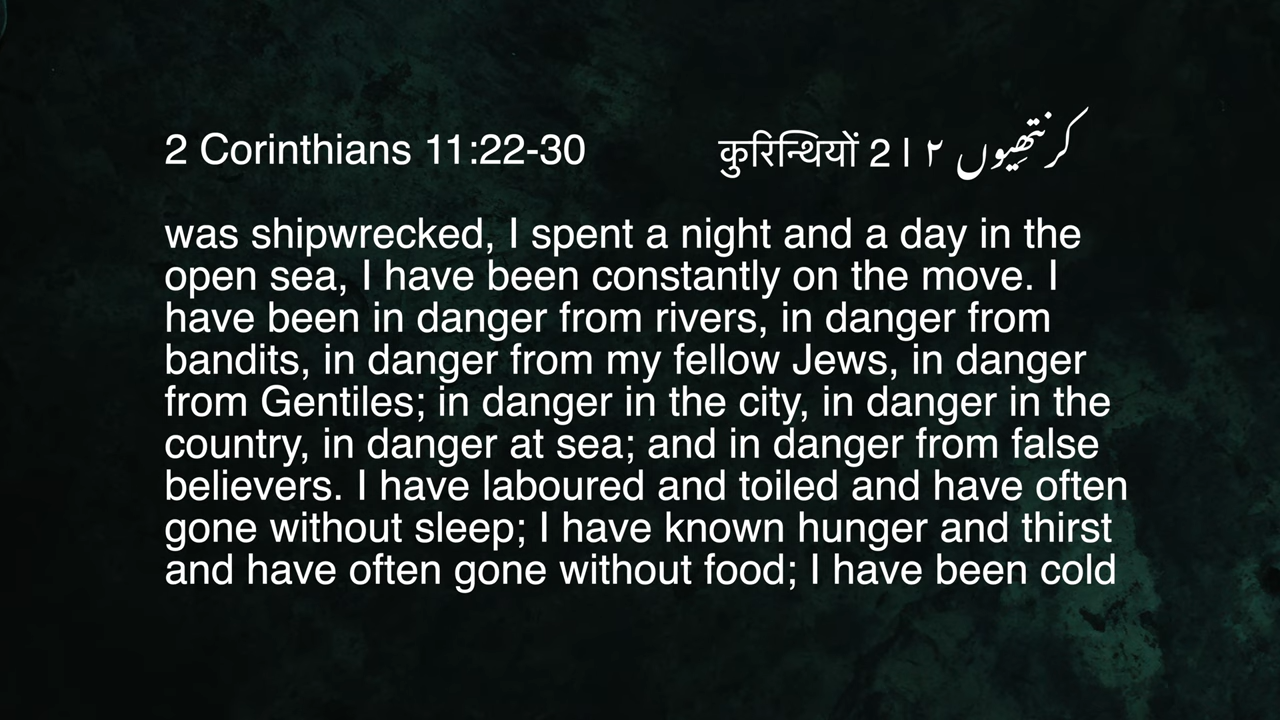 2 Corinthians 11:22-30
कुरिन्थियों 2 | ۲ کرنتھِیوں
was shipwrecked, I spent a night and a day in the
open sea, I have been constantly on the move. I
have been in danger from rivers, in danger from
bandits, in danger from my fellow Jews, in danger
from Gentiles; in danger in the city, in danger in the
country, in danger at sea; and in danger from false
believers. I have laboured and toiled and have often
gone without sleep; I have known hunger and thirst
and have often gone without food; I have been cold